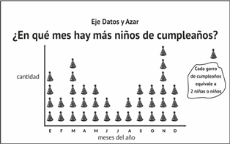 Eje Datos y Azar
¿En qué mes hay más niños de cumpleaños?
cantidad
Cada gorro
de cumpleaños
equivale a
2 niñas o niños
E F M A M J J A S O N D
meses del año